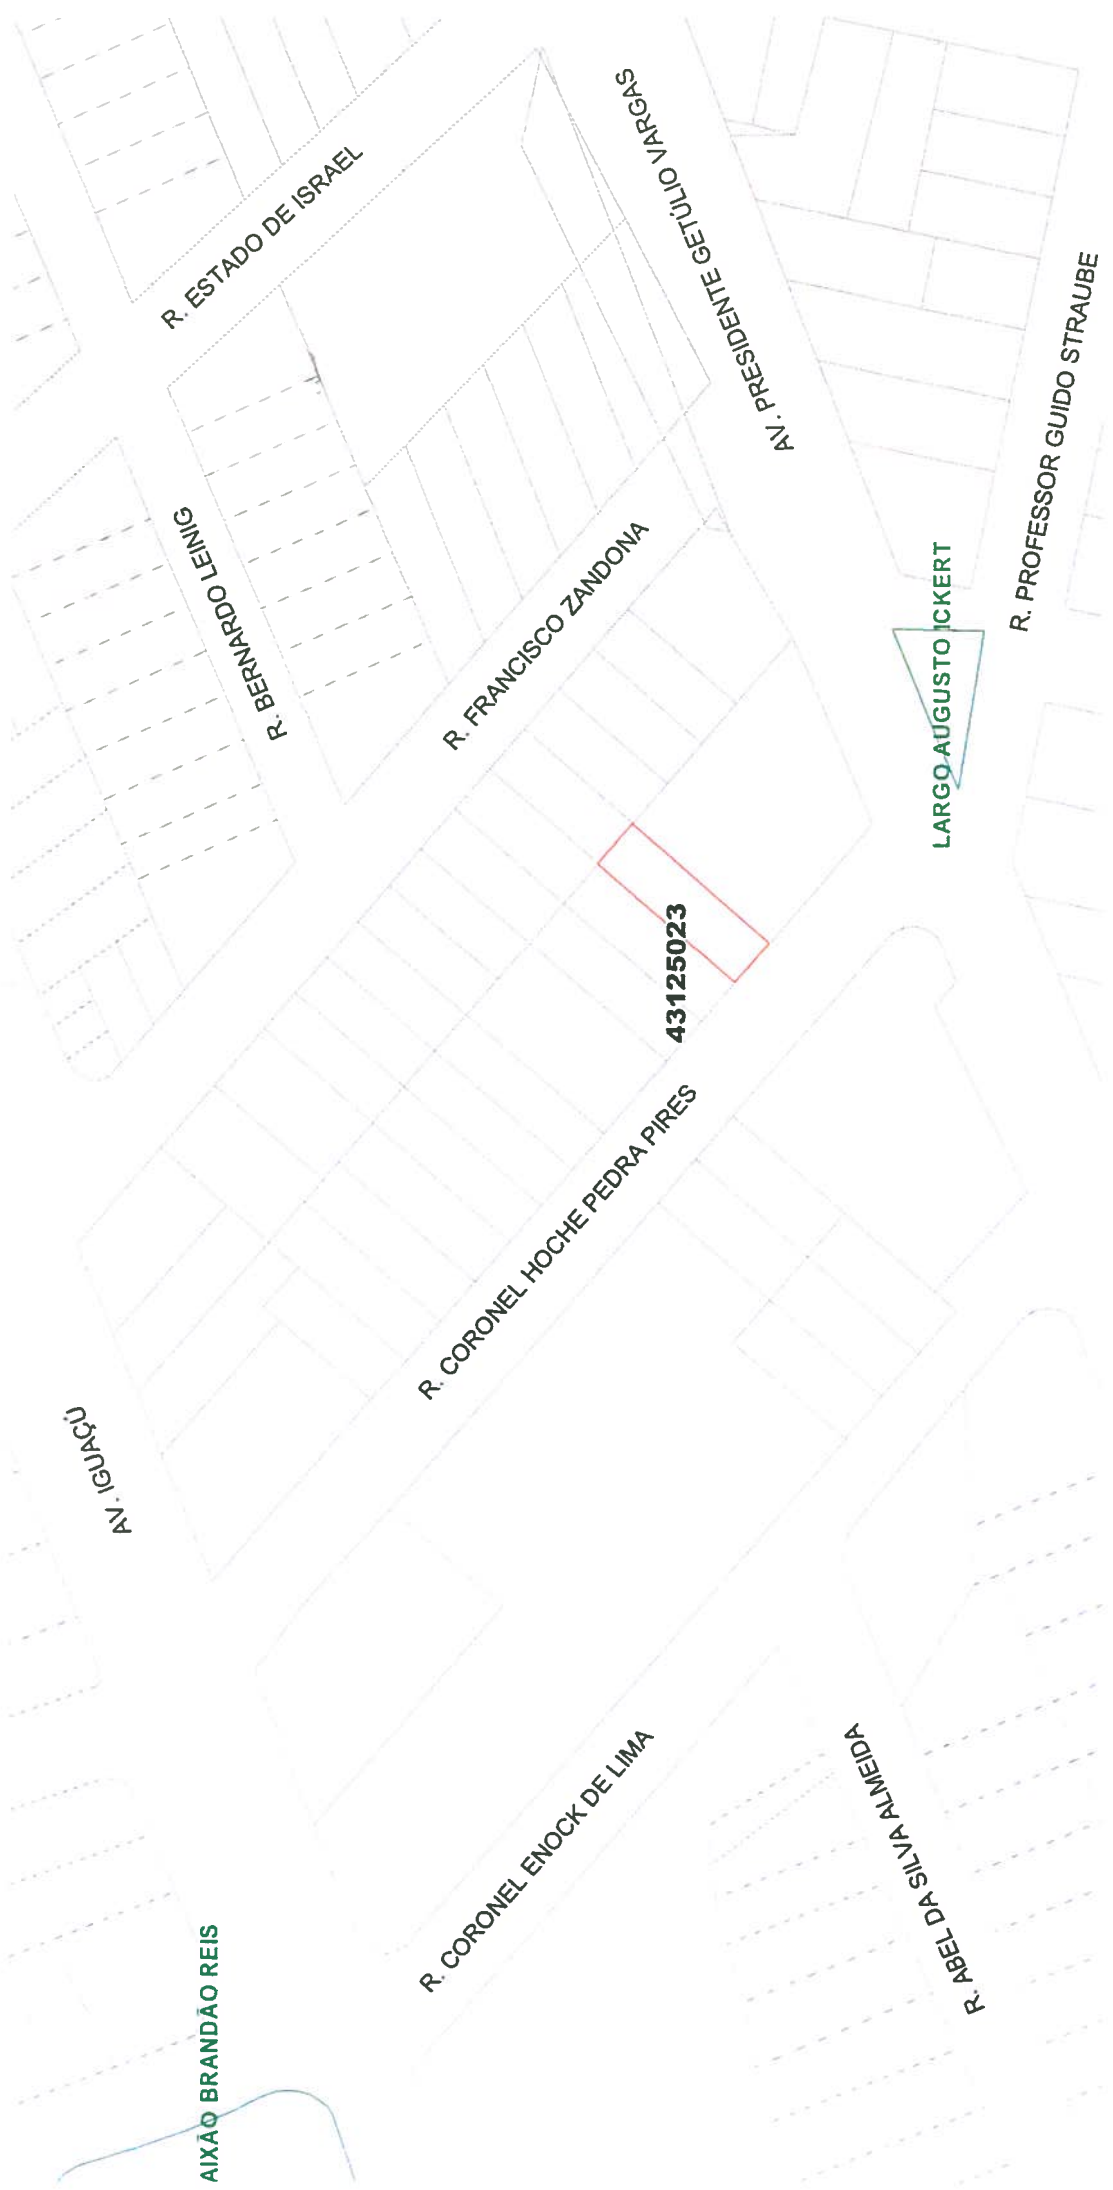 R. ESTADO DE ISRAEL
AV. PRESIDENTE GETÚLIO VARGAS
R. PROFESSOR GUIDO STRAUBE
R. BERNARDO LEINIG
R. FRANCISCO ZANDONA
LARGO AUGUSTO ICKERT
43125023
R. CORONEL HOCHE PEDRA PIRES
AV. IGUAÇÚ
R. CORONEL ENOCK DE LIMA
R. ABEL DA SILVA ALMEIDA
AIXÃO BRANDÃO REIS